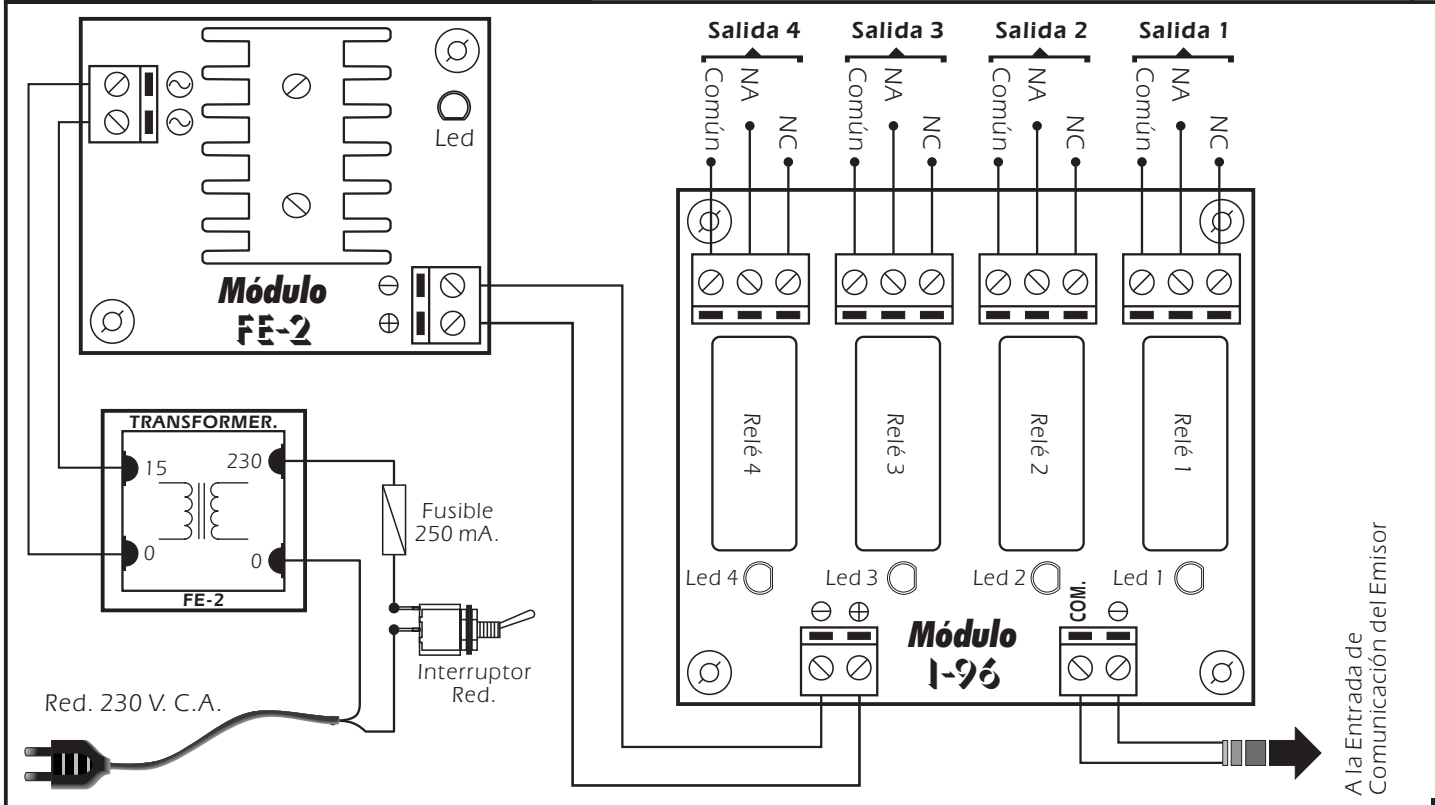 Led
Módulo
FE-2
TRANSFORMER.
15
230
0
0
FE-2
Fusible
250 mA.
Interruptor
Red.
Red. 230 V. C.A.
Salida 4
Salida 3
Salida 2
Salida 1
Común
NA
NC
Común
NA
NC
Común
NA
NC
Común
NA
NC
Relé 4
Relé 3
Relé 2
Relé 1
Led 4
Led 3
Led 2
Led 1
COM.
Módulo
I-96
A la Entrada de
Comunicación del Emisor